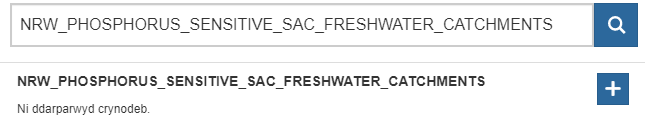 NRW_PHOSPHORUS_SENSITIVE_SAC_FRESHWATER_CATCHMENTS
NRW_PHOSPHORUS_SENSITIVE_SAC_FRESHWATER_CATCHMENTS
Ni ddarparwyd crynodeb.